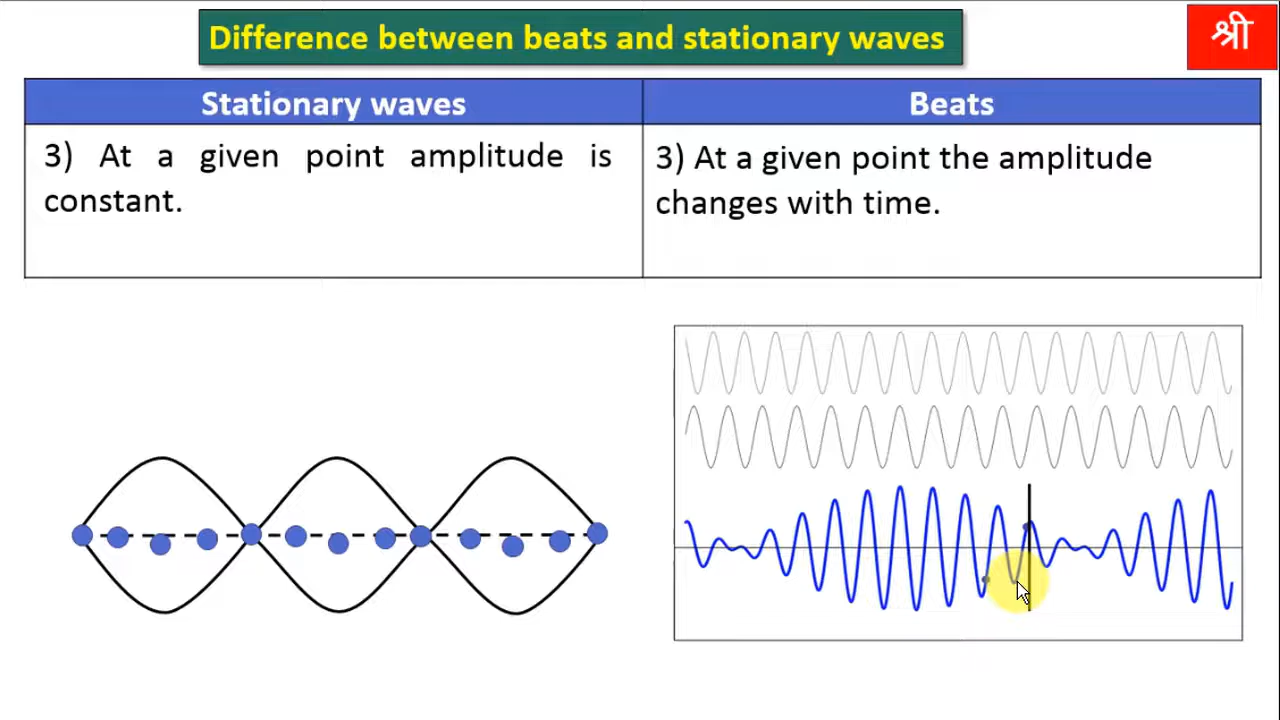 Difference between beats and stationary waves
श्री
Stationary waves
Beats
3) At a given point amplitude is
constant.
3) At a given point the amplitude
changes with time.